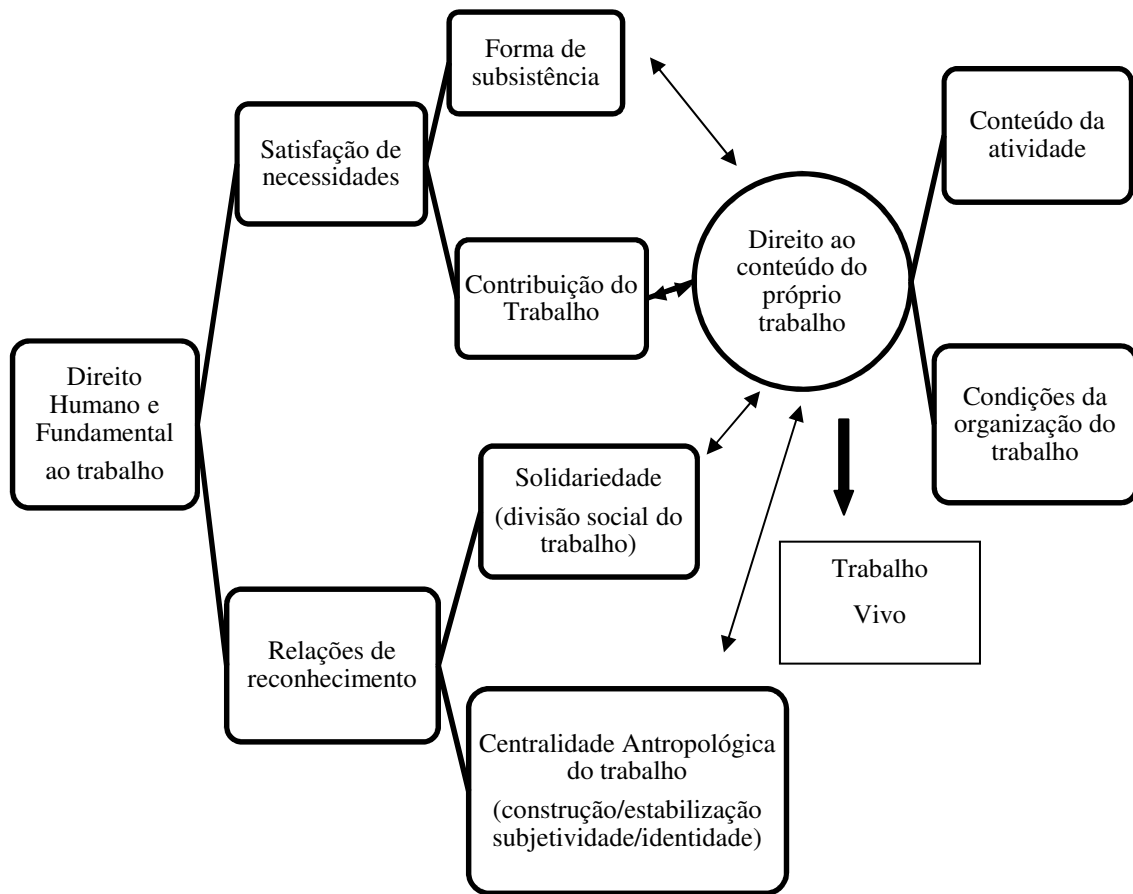 Direito
Humano e
Fundamental
ao trabalho
Satisfação de
necessidades
Forma de
subsistência
Contribuição do
Trabalho
Relações de
reconhecimento
Solidariedade
(divisão social do
trabalho)
Centralidade Antropológica
do trabalho
(construção/estabilização
subjetividade/identidade)
Direito ao
conteúdo do
próprio
trabalho
Trabalho
Vivo
Conteúdo da
atividade
Condições da
organização do
trabalho